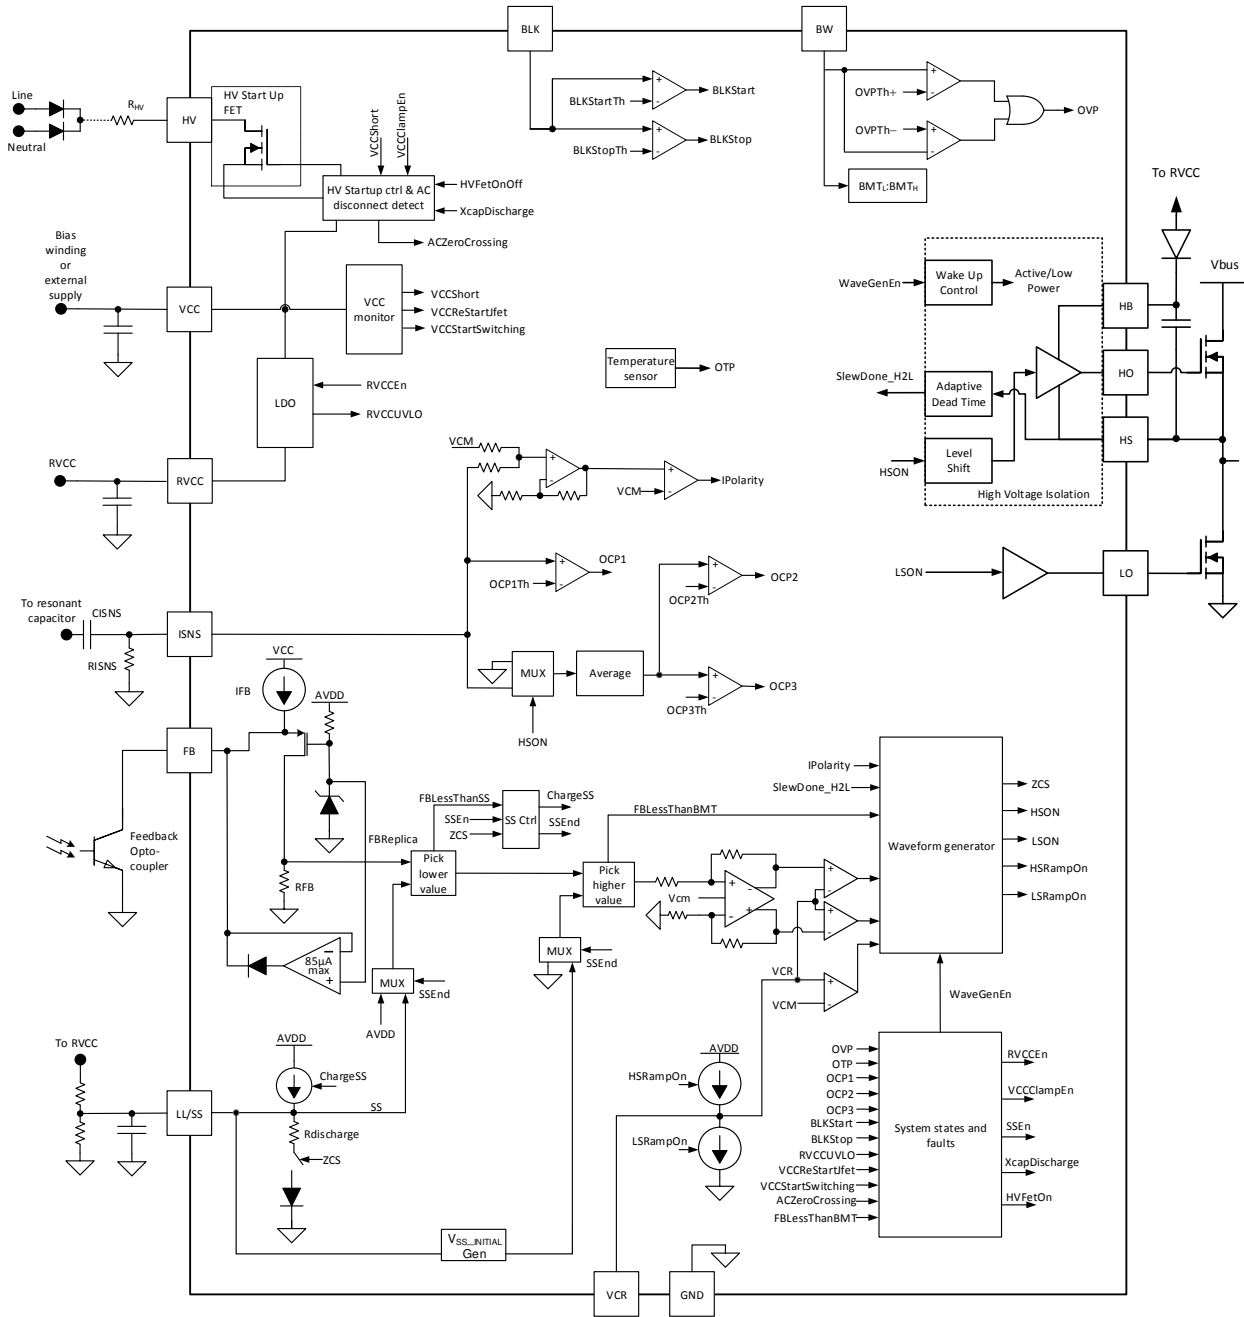 BLK
BW
Line
RHV
Neutral
HV
HV Start Up
FET
VCCShort
VCCClampEn
HV Startup ctrl & AC
disconnect detect
HVFetOnOff
XcapDischarge
ACZeroCrossing
BLKStartTh
BLKStart
BLKStopTh
BLKStop
OVPTh+
OVPTh−
OVP
BMTL:BMTH
To RVCC
Vbus
Bias
winding or
external
supply
VCC
VCC
monitor
VCCShort
VCCReStartJfet
VCCStartSwitching
WaveGenEn
Wake Up
Control
Active/Low
Power
HB
LDO
RVCCEn
RVCCUVLO
Temperature
sensor
OTP
SlewDone_H2L
Adaptive
Dead Time
HO
HS
HSON
Level
Shift
High Voltage Isolation
RVCC
RVCC
VCM
+
-
VCM
+
-
IPolarity
OCP1Th
+
-
OCP1
OCP2Th
+
-
OCP2
LSON
LO
To resonant
capacitor
CISNS
RISNS
ISNS
MUX
HSON
Average
OCP3Th
+
-
OCP3
VCC
IFB
AVDD
FB
Feedback
Opto-
coupler
FBReplica
RFB
85µA
max
−
+
FBLessThanSS
SSEn
ZCS
SS Ctrl
ChargeSS
SSEnd
Pick
lower
value
MUX
SSEnd
AVDD
FBLessThanBMT
Pick
higher
value
MUX
SSEnd
Vcm
+
-
-
+
+
-
+
-
VCR
VCM
+
-
IPolarity
SlewDone_H2L
Waveform generator
ZCS
HSON
LSON
HSRampOn
LSRampOn
WaveGenEn
To RVCC
LL/SS
AVDD
ChargeSS
SS
Rdischarge
ZCS
VSS_INITIAL
Gen
AVDD
HSRampOn
LSRampOn
OVP
OTP
OCP1
OCP2
OCP3
BLKStart
BLKStop
RVCCUVLO
VCCReStartJfet
VCCStartSwitching
ACZeroCrossing
FBLessThanBMT
System states and
faults
RVCCEn
VCCClampEn
SSEn
XcapDischarge
HVFetOn
VCR
GND